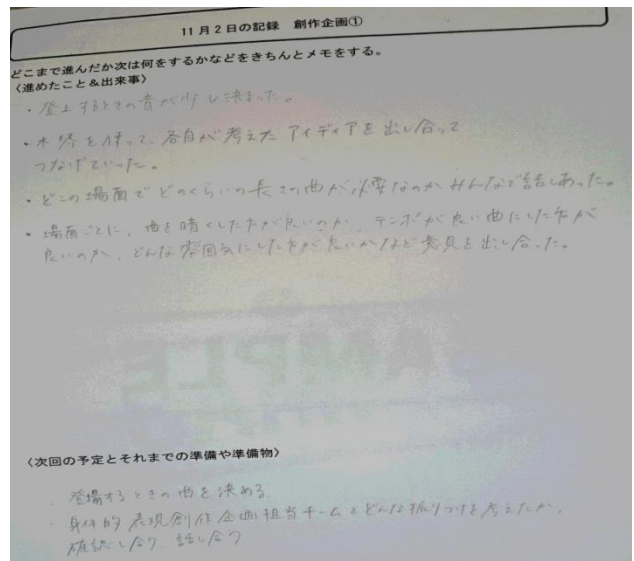 11月2日の記録　創作企画①
どこまで進んだか次は何をするかなどをきちんとメモをする。
〈進めたこと&出来事〉
・登上するときの音が少し決まった。
・木琴を使って、各自が考えたアイディアを出し合って
つなげていった。
・どこの場面でどのくらいの長さの曲が必要なのかみんなで話しあった。
・場面ごとに、曲を暗くした方が良いのか、テンポが良い曲にした方が
良いのか、どんな雰囲気にした方が良いかなど意見を出し合った。
AMPLE
〈次回の予定とそれまでの準備や準備物〉
・登場するときの曲を決める。
・身体的表現創作企画担当チームとどんな振りつけを考えたか、
確認し合う、話し合う